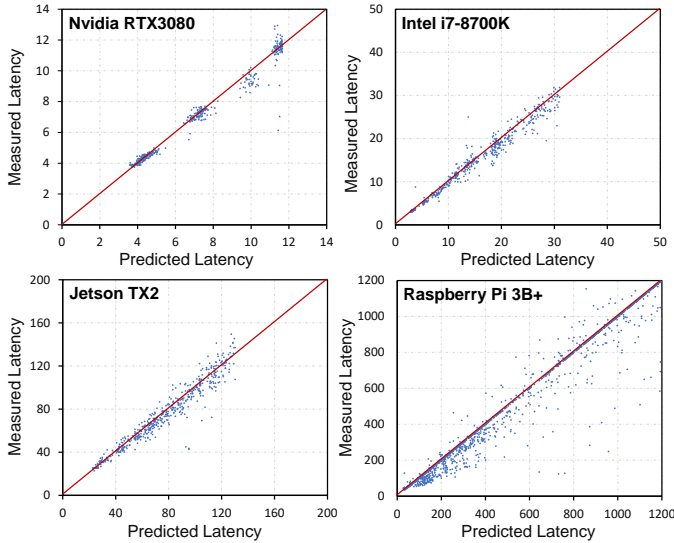 Nvidia RTX3080
Measured Latency
14
12
10
8
6
4
2
0
0 2 4 6 8 10 12 14
Predicted Latency
Intel i7-8700K
Measured Latency
50
40
30
20
10
0
0 10 20 30 40 50
Predicted Latency
Jetson TX2
Measured Latency
200
160
120
80
40
0
0 40 80 120 160 200
Predicted Latency
Raspberry Pi 3B+
Measured Latency
1200
1000
800
600
400
200
0
0 200 400 600 800 1000 1200
Predicted Latency